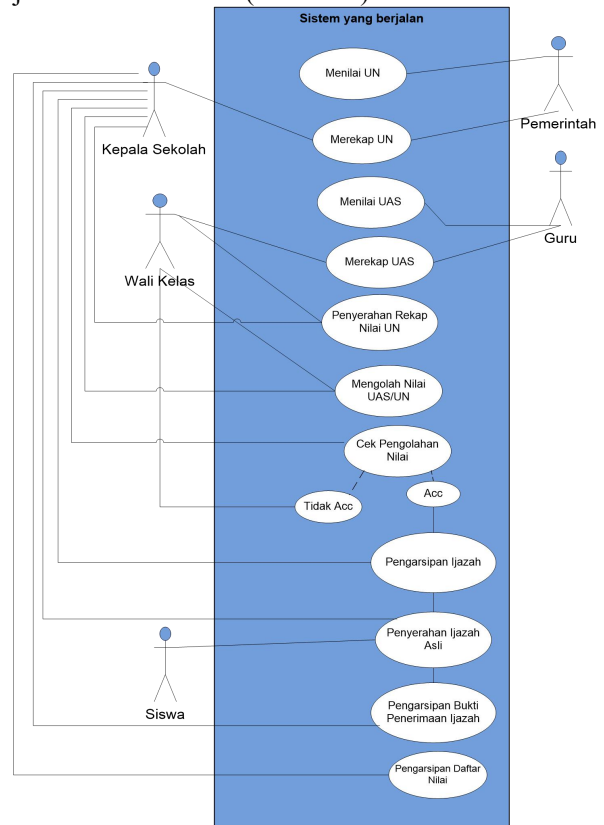 Sistem yang berjalan
Menilai UN
Pemerintah
Kepala Sekolah
Merekap UN
Menilai UAS
Guru
Wali Kelas
Merekap UAS
Penyerahan Rekap
Nilai UN
Mengolah Nilai
UAS/UN
Cek Pengolahan
Nilai
Acc
Tidak Acc
Pengarsipan Ijazah
Penyerahan Ijazah
Asli
Siswa
Pengarsipan Bukti
Penerimaan Ijazah
Pengarsipan Daftar
Nilai